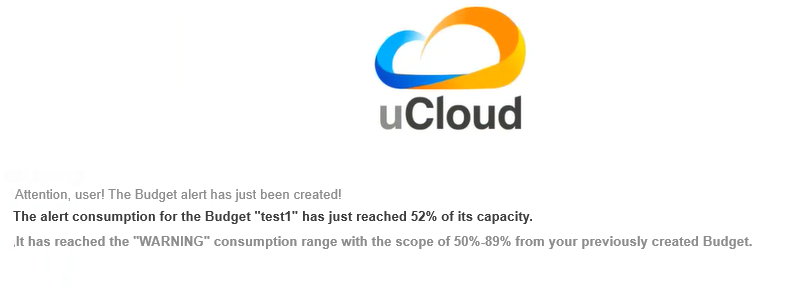 uCloud
Attention, user! The Budget alert has just been created!
The alert consumption for the Budget "test1" has just reached 52% of its capacity.
,It has reached the "WARNING" consumption range with the scope of 50%-89% from your previously created Budget.